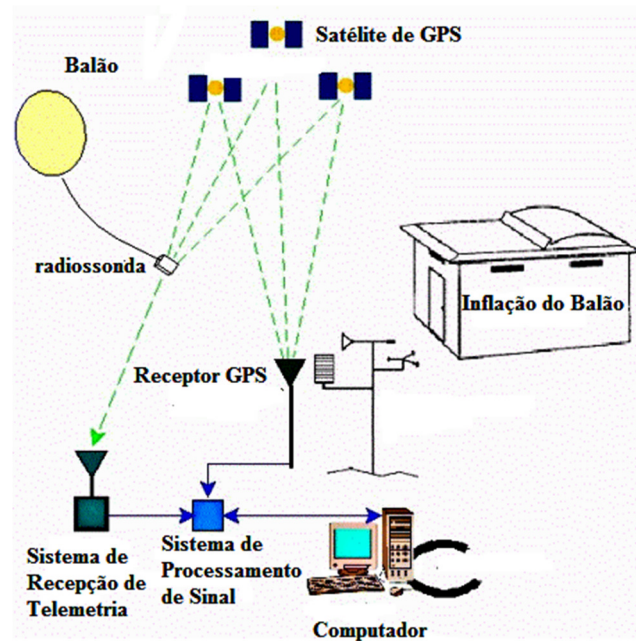 Satélite de GPS
Balão
radiossonda
Inflação do Balão
Receptor GPS
Sistema de
Recepção de
Telemetria
Sistema de
Processamento
de Sinal
Computador